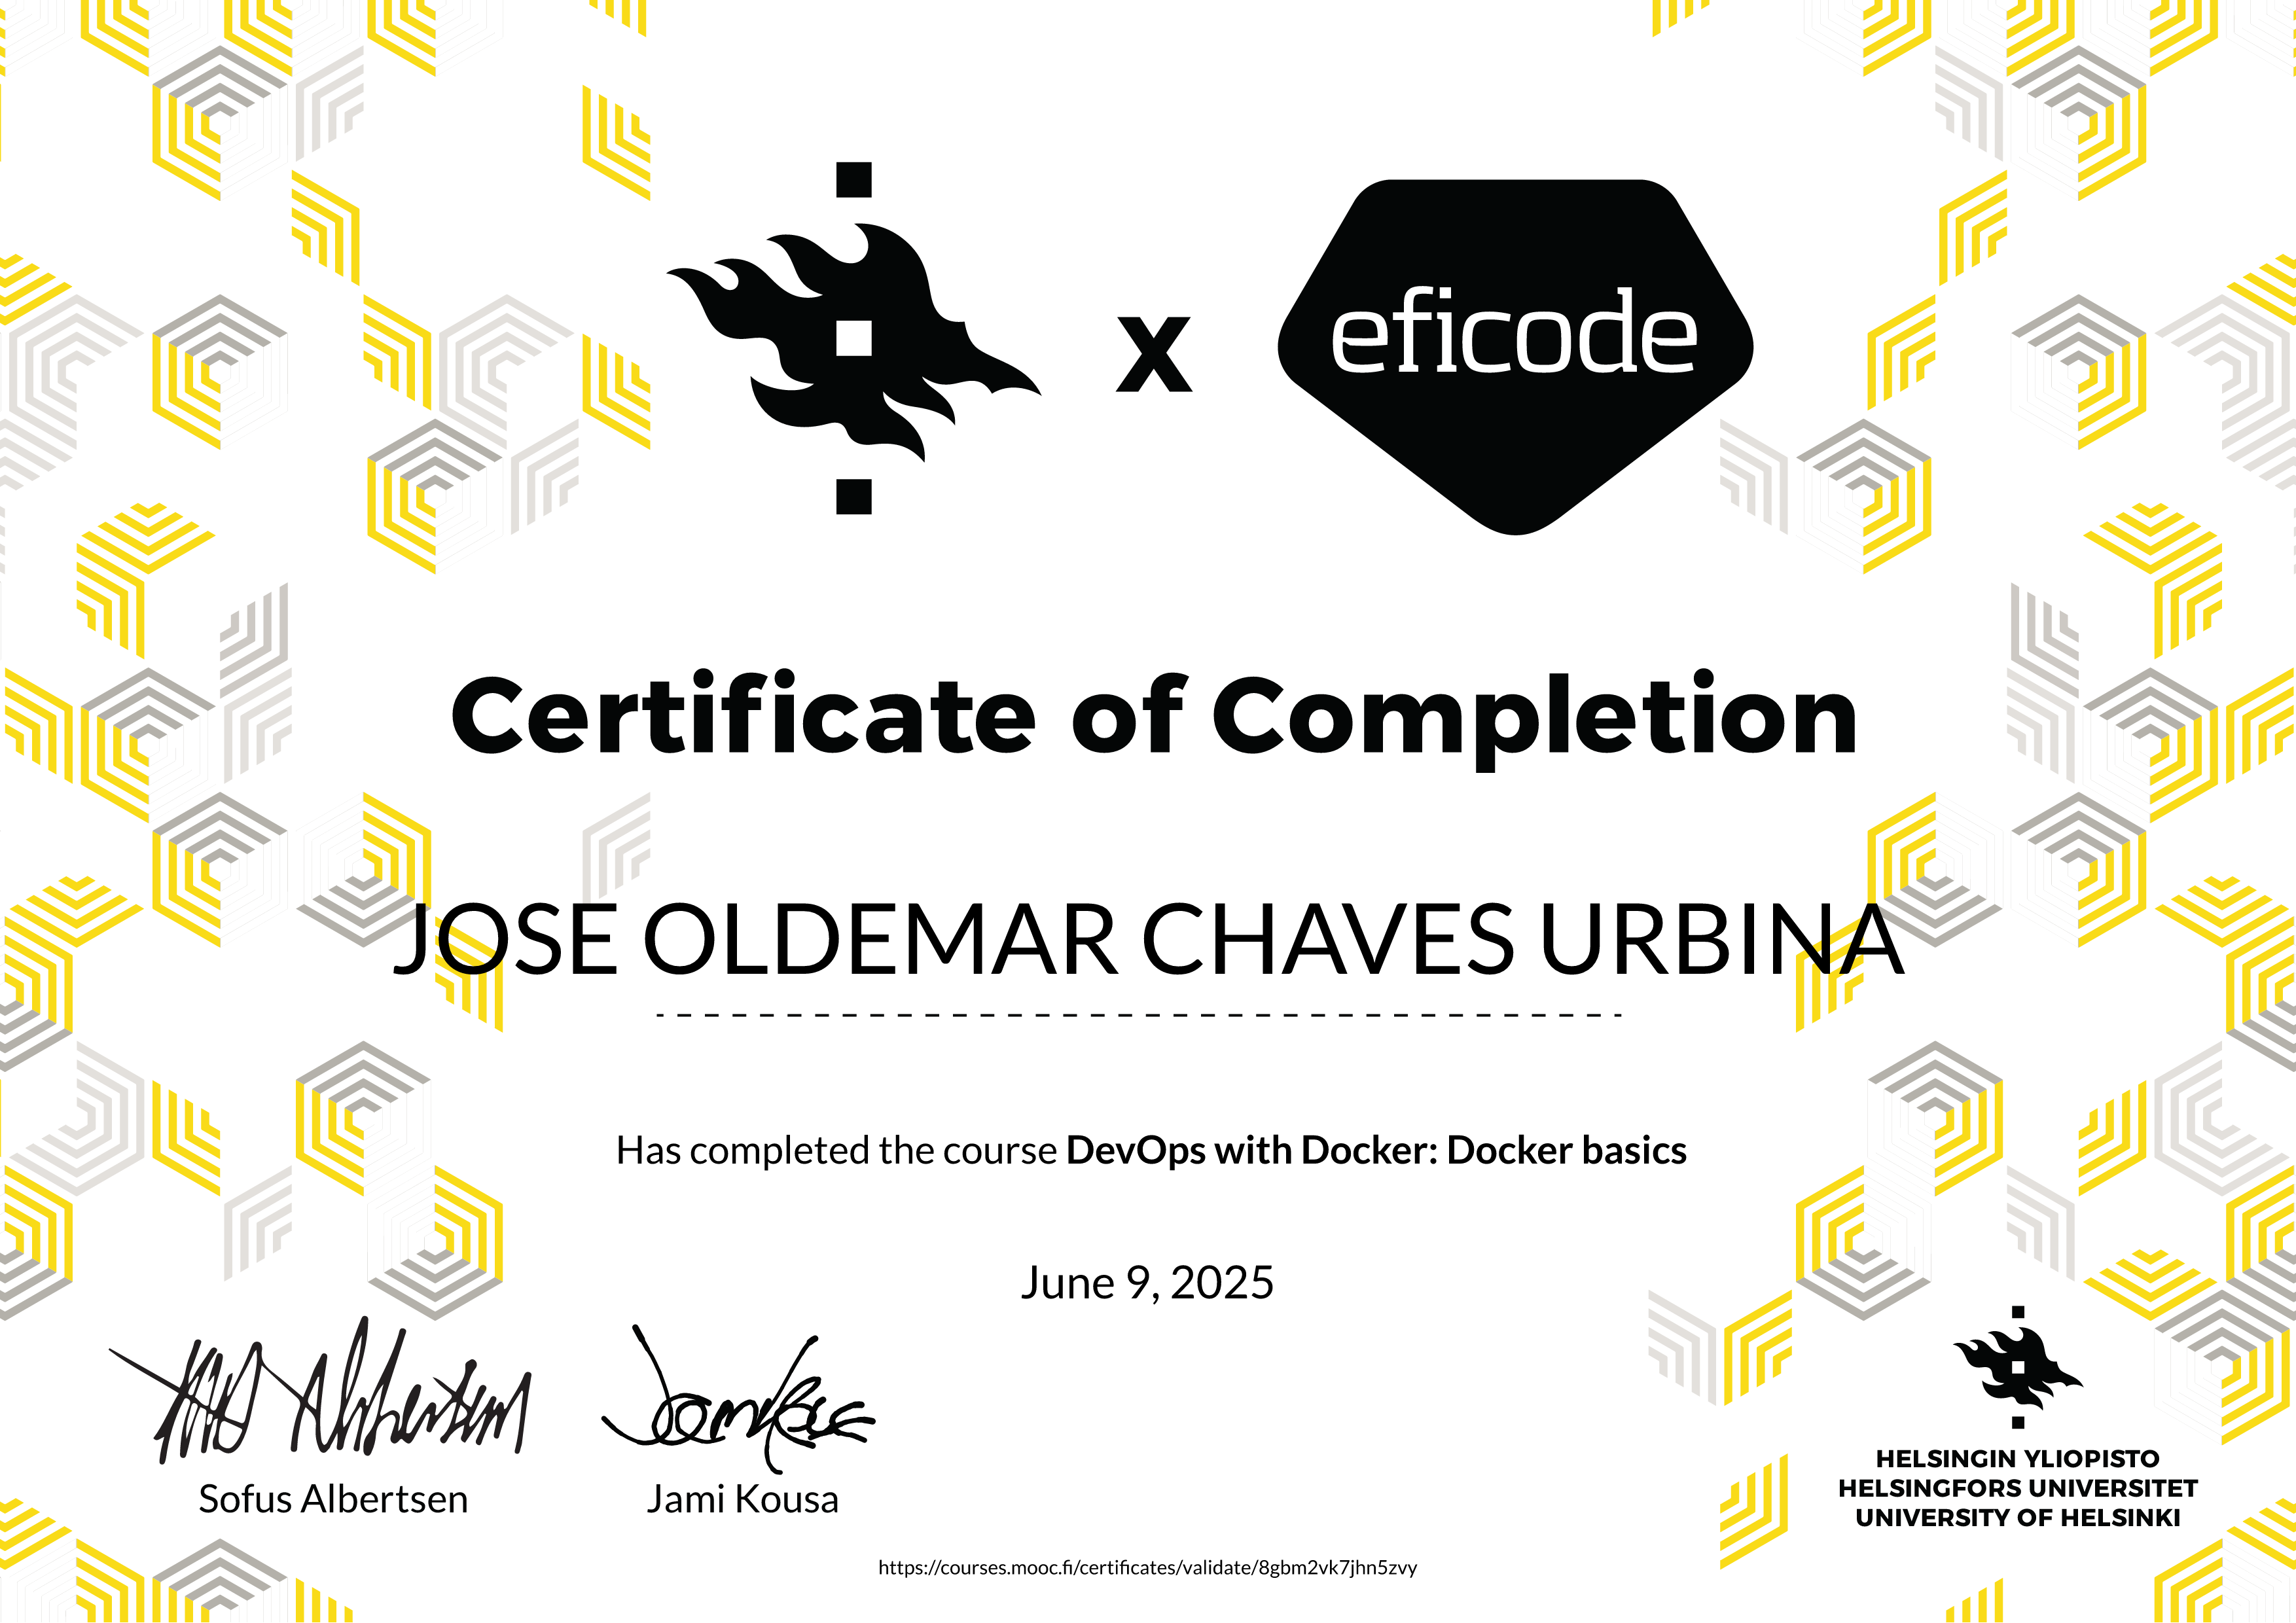 x
eficode
Certificate of Completion
JOSE OLDEMAR CHAVES URBINA
Has completed the course DevOps with Docker: Docker basics
June 9, 2025
Sofus Albertsen
Jami Kousa
HELSINGIN YLIOPISTO
HELSINGFORS UNIVERSITET
UNIVERSITY OF HELSINKI
https://courses.mooc.fi/certificates/validate/8gbm2vk7jhn5zvy